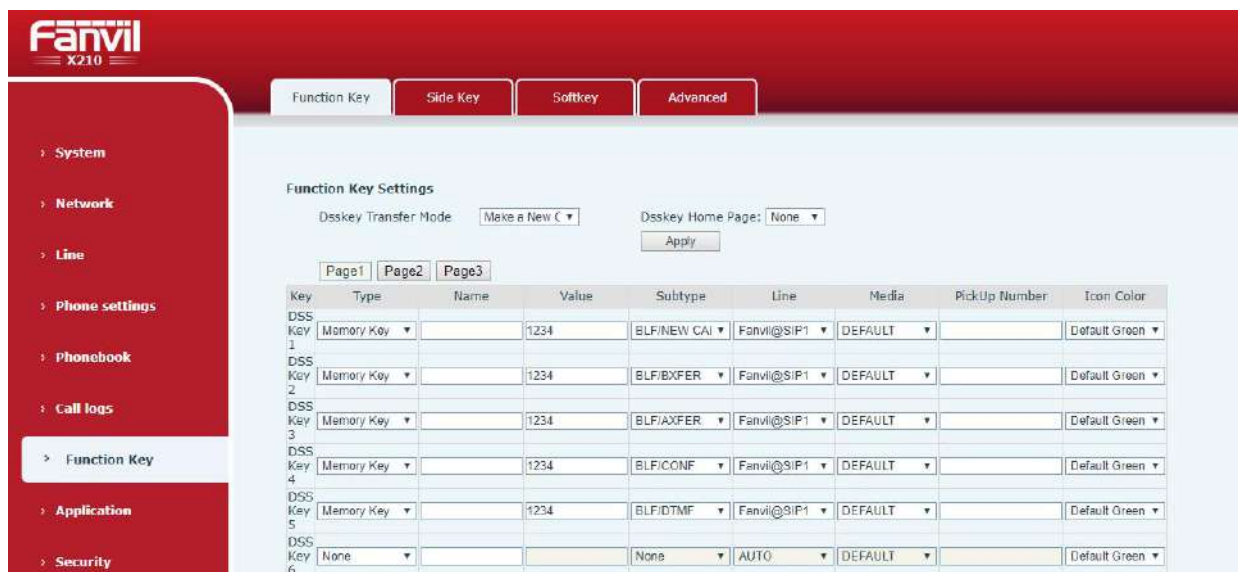 Fanvil
X210
Function Key Side Key Softkey Advanced
› System
› Network
› Line
› Phone settings
› Phonebook
› Call logs
› Function Key
› Application
› Security
Function Key Settings
Dsskey Transfer Mode Make a New C Dsskey Home Page: None
Apply
Page1 Page2 Page3
Key Type Name Value Subtype Line Media PickUp Number Icon Color
DSS Key 1 Memory Key 1234 BLF/NEW CAI Fanvil@SIP1 DEFAULT Default Green
DSS Key 2 Memory Key 1234 BLF/BXFER Fanvil@SIP1 DEFAULT Default Green
DSS Key 3 Memory Key 1234 BLF/AXFER Fanvil@SIP1 DEFAULT Default Green
DSS Key 4 Memory Key 1234 BLF/CONF Fanvil@SIP1 DEFAULT Default Green
DSS Key 5 Memory Key 1234 BLF/DTMF Fanvil@SIP1 DEFAULT Default Green
DSS Key 6 None None AUTO DEFAULT Default Green